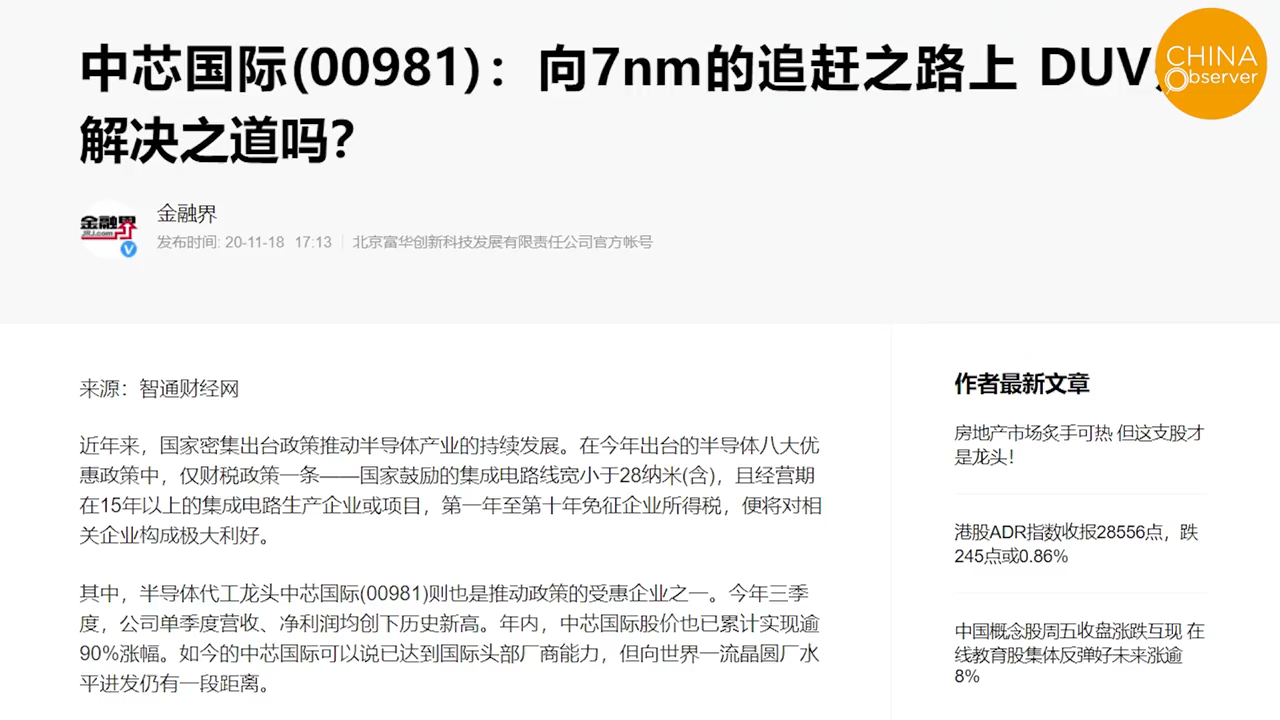 中芯国际(00981)：向7nm的追赶之路上 DUV
解决之道吗？
CHINA
Observer
金融界
JRJ.com
金融界
发布时间: 20-11-18 17:13 北京富华创新科技发展有限责任公司官方帐号
来源：智通财经网
近年来，国家密集出台政策推动半导体产业的持续发展。在今年出台的半导体八大优
惠政策中，仅财税政策一条——国家鼓励的集成电路线宽小于28纳米(含)，且经营期
在15年以上的集成电路生产企业或项目，第一年至第十年免征企业所得税，便将对相
关企业构成极大利好。
其中，半导体代工龙头中芯国际(00981)则也是推动政策的受惠企业之一。今年三季
度，公司单季度营收、净利润均创下历史新高。年内，中芯国际股价也已累计实现逾
90%涨幅。如今的中芯国际可以说已达到国际头部厂商能力，但向世界一流晶圆厂水
平进发仍有一段距离。
作者最新文章
房地产市场炙手可热 但这支股才
是龙头！
港股ADR指数收报28556点，跌
245点或0.86%
中国概念股周五收盘涨跌互现 在
线教育股集体反弹好未来涨逾
8%